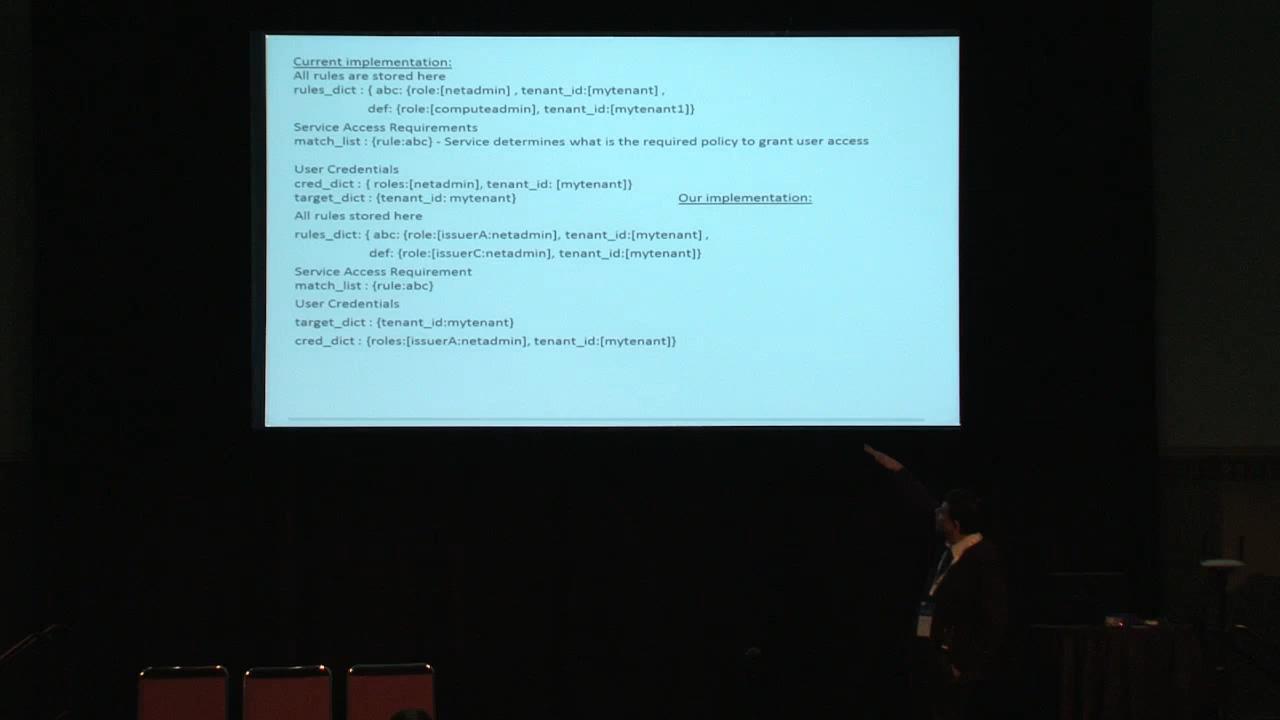 Current implementation:
All rules are stored here
rules_dict : { abc: {role:[netadmin] , tenant_id:[mytenant] ,
def: {role:[computeadmin], tenant_id:[mytenant1]}
Service Access Requirements
match_list : {rule:abc} - Service determines what is the required policy to grant user access
User Credentials
cred_dict : { roles:[netadmin], tenant_id: [mytenant]}
target_dict : {tenant_id: mytenant}
Our implementation:
All rules stored here
rules_dict: { abc: {role:[issuerA:netadmin], tenant_id:[mytenant] ,
def: {role:[issuerC:netadmin], tenant_id:[mytenant]}
Service Access Requirement
match_list : {rule:abc}
User Credentials
target_dict : {tenant_id:mytenant}
cred_dict : {roles:[issuerA:netadmin], tenant_id:[mytenant]}